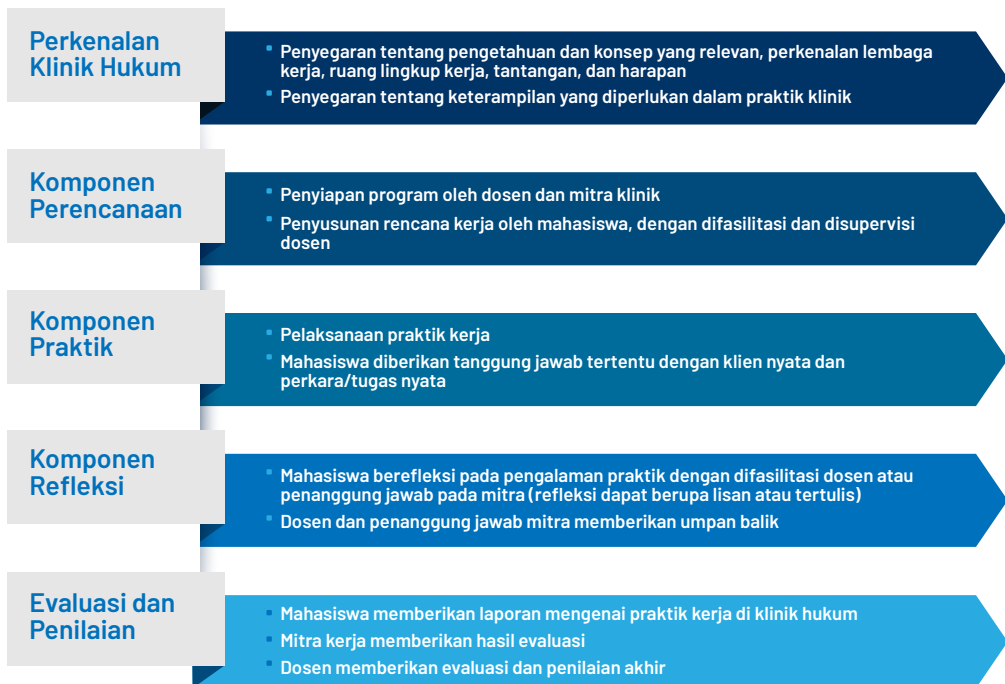 Perkenalan
Klinik Hukum
▪ Penyegaran tentang pengetahuan dan konsep yang relevan, perkenalan lembaga
kerja, ruang lingkup kerja, tantangan, dan harapan
▪ Penyegaran tentang keterampilan yang diperlukan dalam praktik klinik
Komponen
Perencanaan
▪ Penyiapan program oleh dosen dan mitra klinik
▪ Penyusunan rencana kerja oleh mahasiswa, dengan difasilitasi dan disupervisi
dosen
Komponen
Praktik
▪ Pelaksanaan praktik kerja
▪ Mahasiswa diberikan tanggung jawab tertentu dengan klien nyata dan
perkara/tugas nyata
Komponen
Refleksi
▪ Mahasiswa berefleksi pada pengalaman praktik dengan difasilitasi dosen atau
penanggung jawab pada mitra (refleksi dapat berupa lisan atau tertulis)
▪ Dosen dan penanggung jawab mitra memberikan umpan balik
Evaluasi dan
Penilaian
▪ Mahasiswa memberikan laporan mengenai praktik kerja di klinik hukum
▪ Mitra kerja memberikan hasil evaluasi
▪ Dosen memberikan evaluasi dan penilaian akhir